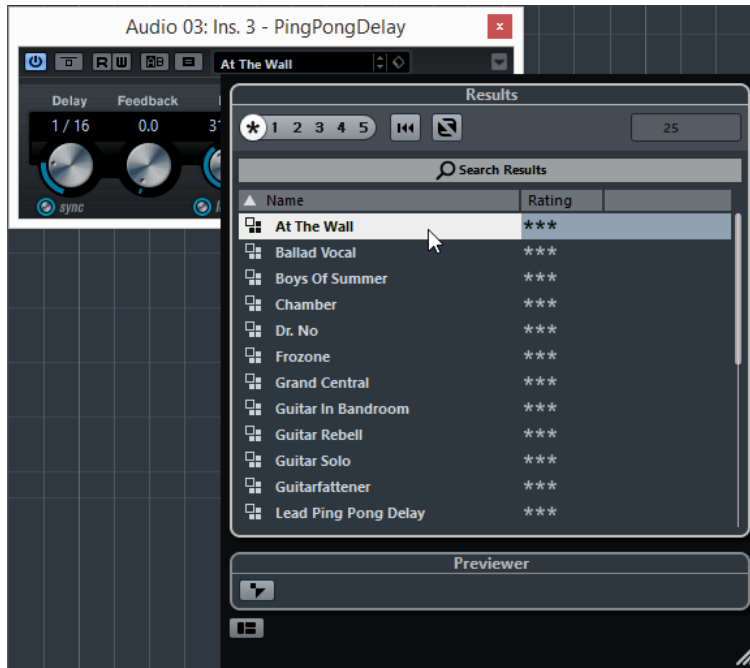 Audio 03: Ins. 3 - PingPongDelay
x
R W AB At The Wall
Delay Feedback
1 / 16 0.0
sync
Results
* 1 2 3 4 5
25
Search Results
Name Rating
At The Wall ***
Ballad Vocal ***
Boys Of Summer ***
Chamber ***
Dr. No ***
Frozone ***
Grand Central ***
Guitar In Bandroom ***
Guitar Rebell ***
Guitar Solo ***
Guitarfattener ***
Lead Ping Pong Delay ***
Previewer